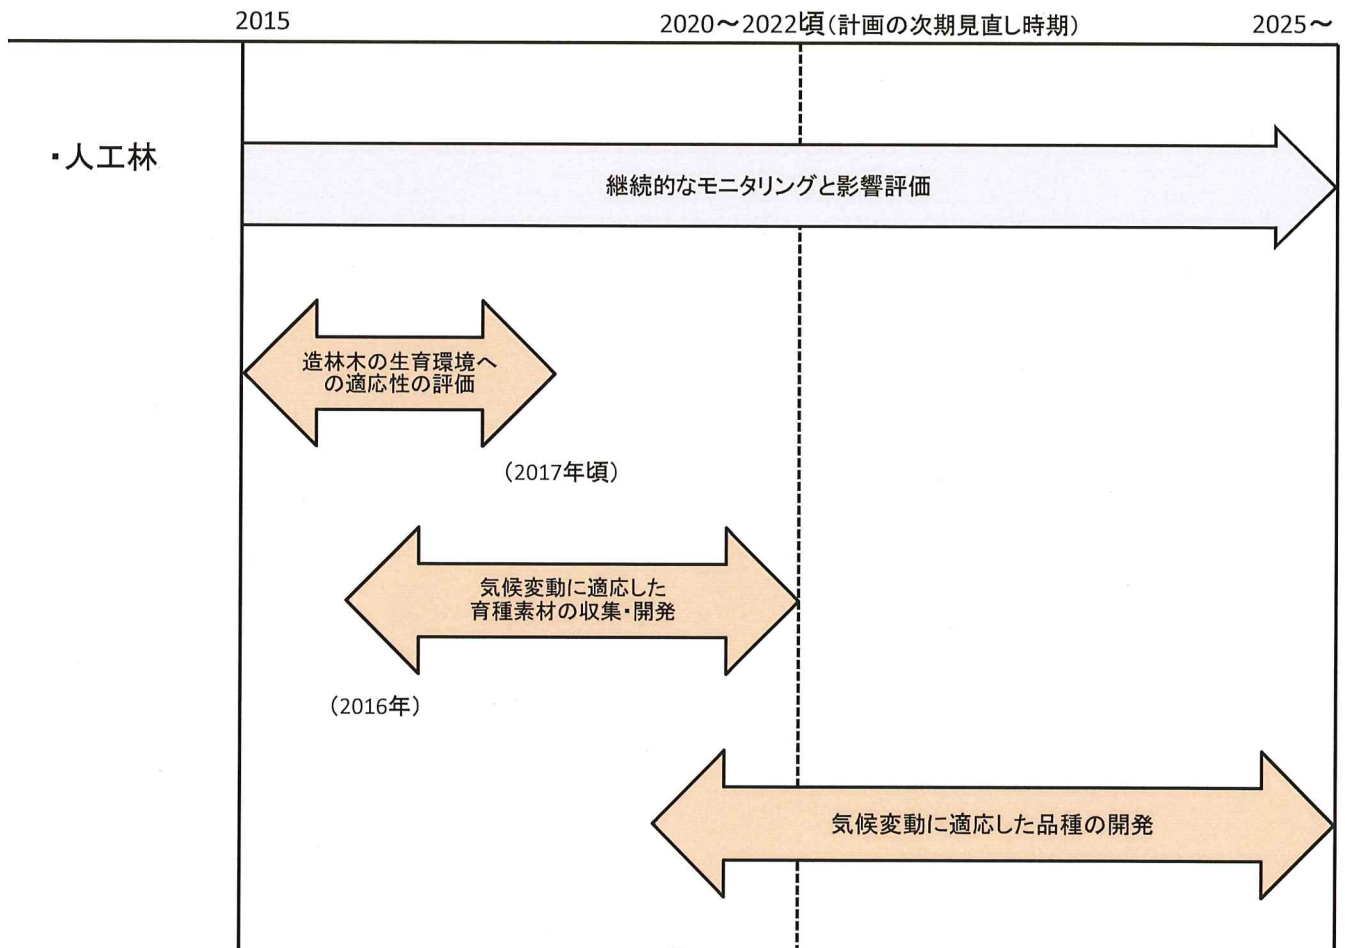 2015
2020～2022頃(計画の次期見直し時期)
2025～
・人工林
継続的なモニタリングと影響評価
造林木の生育環境へ
の適応性の評価
(2017年頃)
気候変動に適応した
育種素材の収集・開発
(2016年)
気候変動に適応した品種の開発